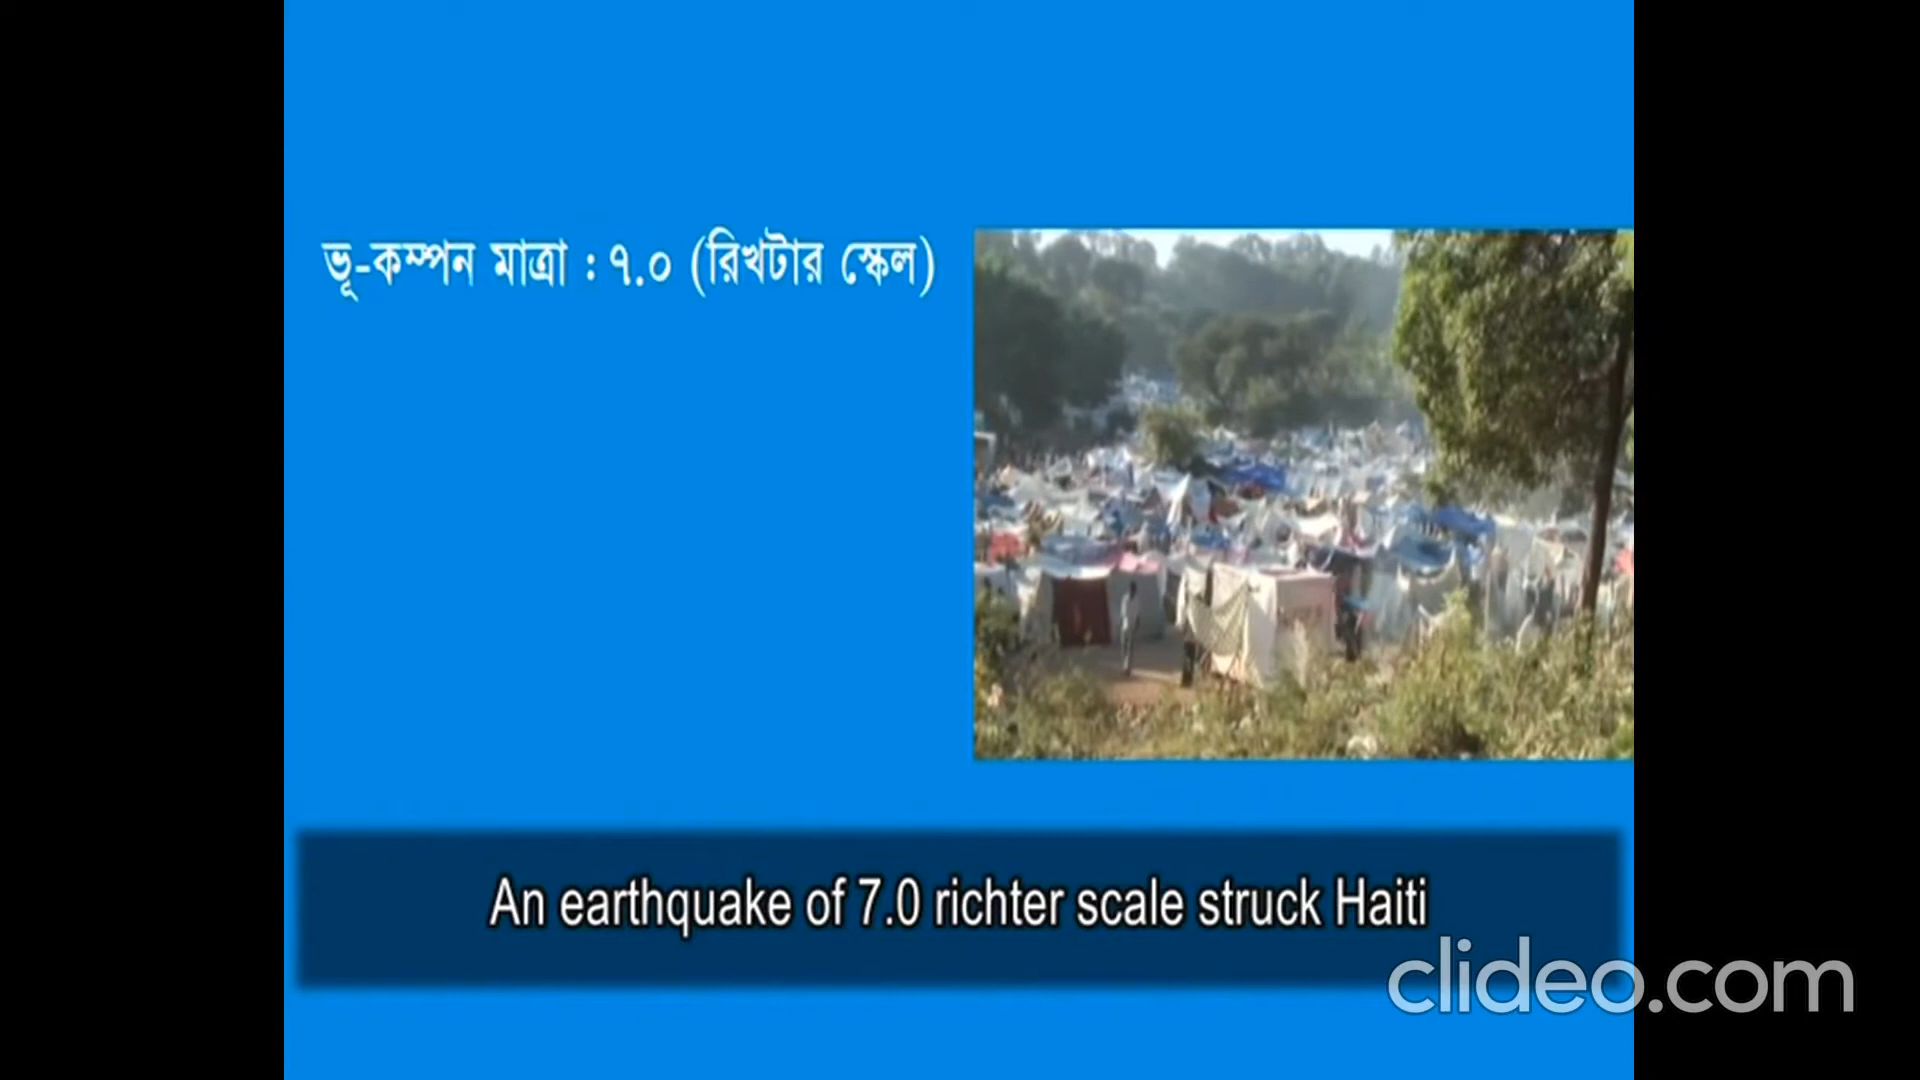 ভূ-কম্পন মাত্রা : ৭.০ (রিখটার স্কেল)
An earthquake of 7.0 richter scale struck Haiti
clideo.com